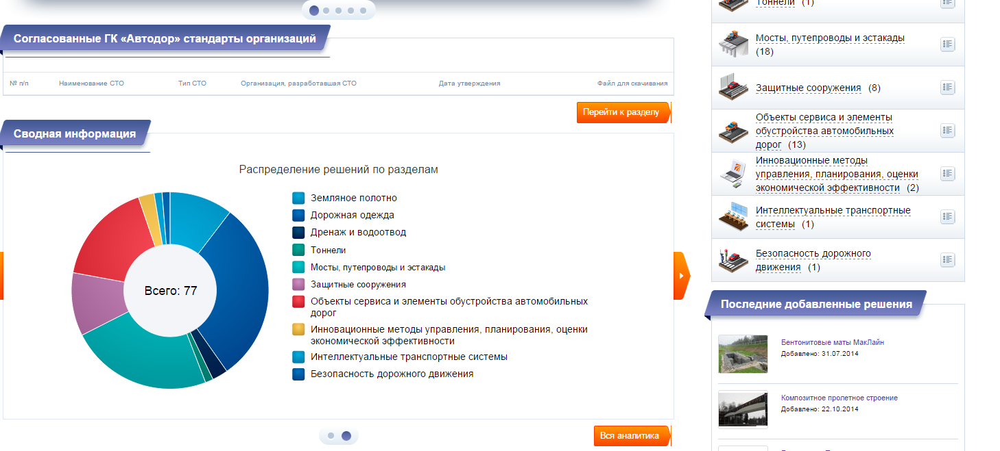 Согласованные ГК «Автодор» стандарты организаций
№ п/п Наименование СТО Тип СТО Организация, разработавшая СТО Дата утверждения Файл для скачивания
Перейти к разделу
Сводная информация
Распределение решений по разделам
Всего: 77
Земляное полотно
Дорожная одежда
Дренаж и водоотвод
Тоннели
Мосты, путепроводы и эстакады
Защитные сооружения
Объекты сервиса и элементы обустройства автомобильных
дорог
Инновационные методы управления, планирования, оценки
экономической эффективности
Интеллектуальные транспортные системы
Безопасность дорожного движения
Вся аналитика
Тоннели (1)
Мосты, путепроводы и эстакады
(18)
Защитные сооружения (8)
Объекты сервиса и элементы
обустройства автомобильных
дорог (13)
Инновационные методы
управления, планирования, оценки
экономической эффективности (2)
Интеллектуальные транспортные
системы (1)
Безопасность дорожного
движения (1)
Последние добавленные решения
Бентонитовые маты МакЛайн
Добавлено: 31.07.2014
Композитное пролетное строение
Добавлено: 22.10.2014